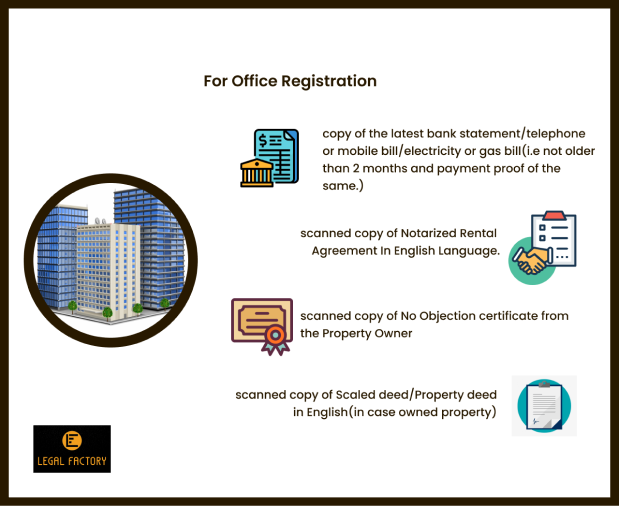 For Office Registration
copy of the latest bank statement/telephone
or mobile bill/electricity or gas bill(i.e not older
than 2 months and payment proof of the
same.)
scanned copy of Notarized Rental
Agreement In English Language.
scanned copy of No Objection certificate from
the Property Owner
scanned copy of Scaled deed/Property deed
in English(in case owned property)
LEGAL FACTORY